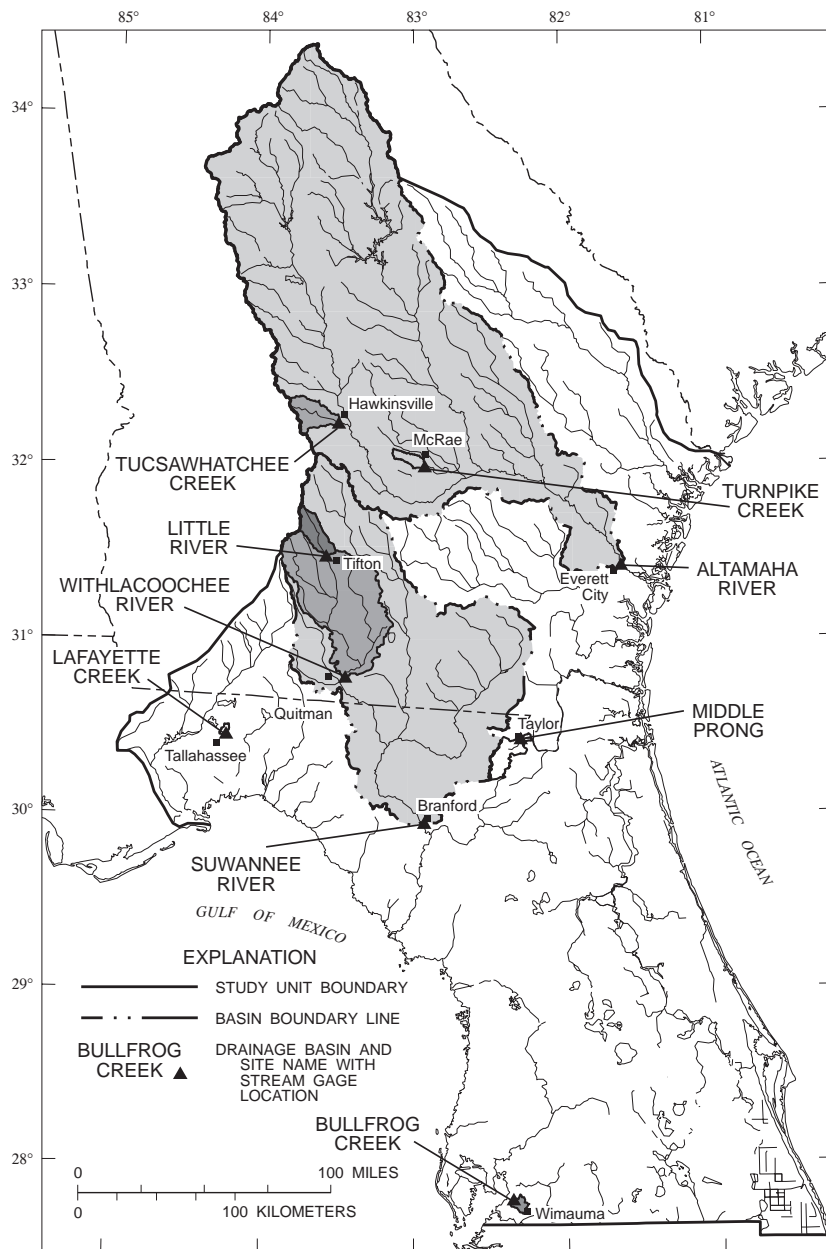 85° 84° 83° 82° 81°
34°
33°
Hawkinsville
McRae
32°
TUCSAWHATCHEE
CREEK
TURNPIKE
CREEK
LITTLE
RIVER
Tifton
WITHLACOOCHEE
RIVER
Everett
City
ALTAMAHA
RIVER
31°
LAFAYETTE
CREEK
Quitman
Taylor
MIDDLE
PRONG
Tallahassee
30°
Branford
ATLANTIC OCEAN
SUWANNEE
RIVER
GULF OF MEXICO
EXPLANATION
29°
STUDY UNIT BOUNDARY
BASIN BOUNDARY LINE
BULLFROG
CREEK
DRAINAGE BASIN AND
SITE NAME WITH
STREAM GAGE
LOCATION
BULLFROG
CREEK
28°
0 100 MILES
0 100 KILOMETERS
Wimauma